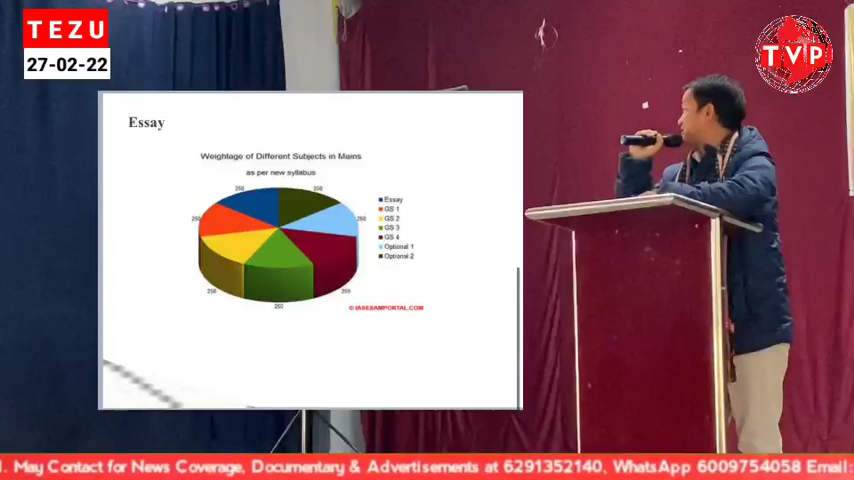 TEZU
27-02-22
TVP
Essay
Weightage of Different Subjects in Mains
as per new syllabus
250
250
250
250
250
250
250
Essay
GS 1
GS 2
GS 3
GS 4
Optional 1
Optional 2
© IASEXAMPORTAL.COM
. May Contact for News Coverage, Documentary & Advertisements at 6291352140, WhatsApp 6009754058 Email: